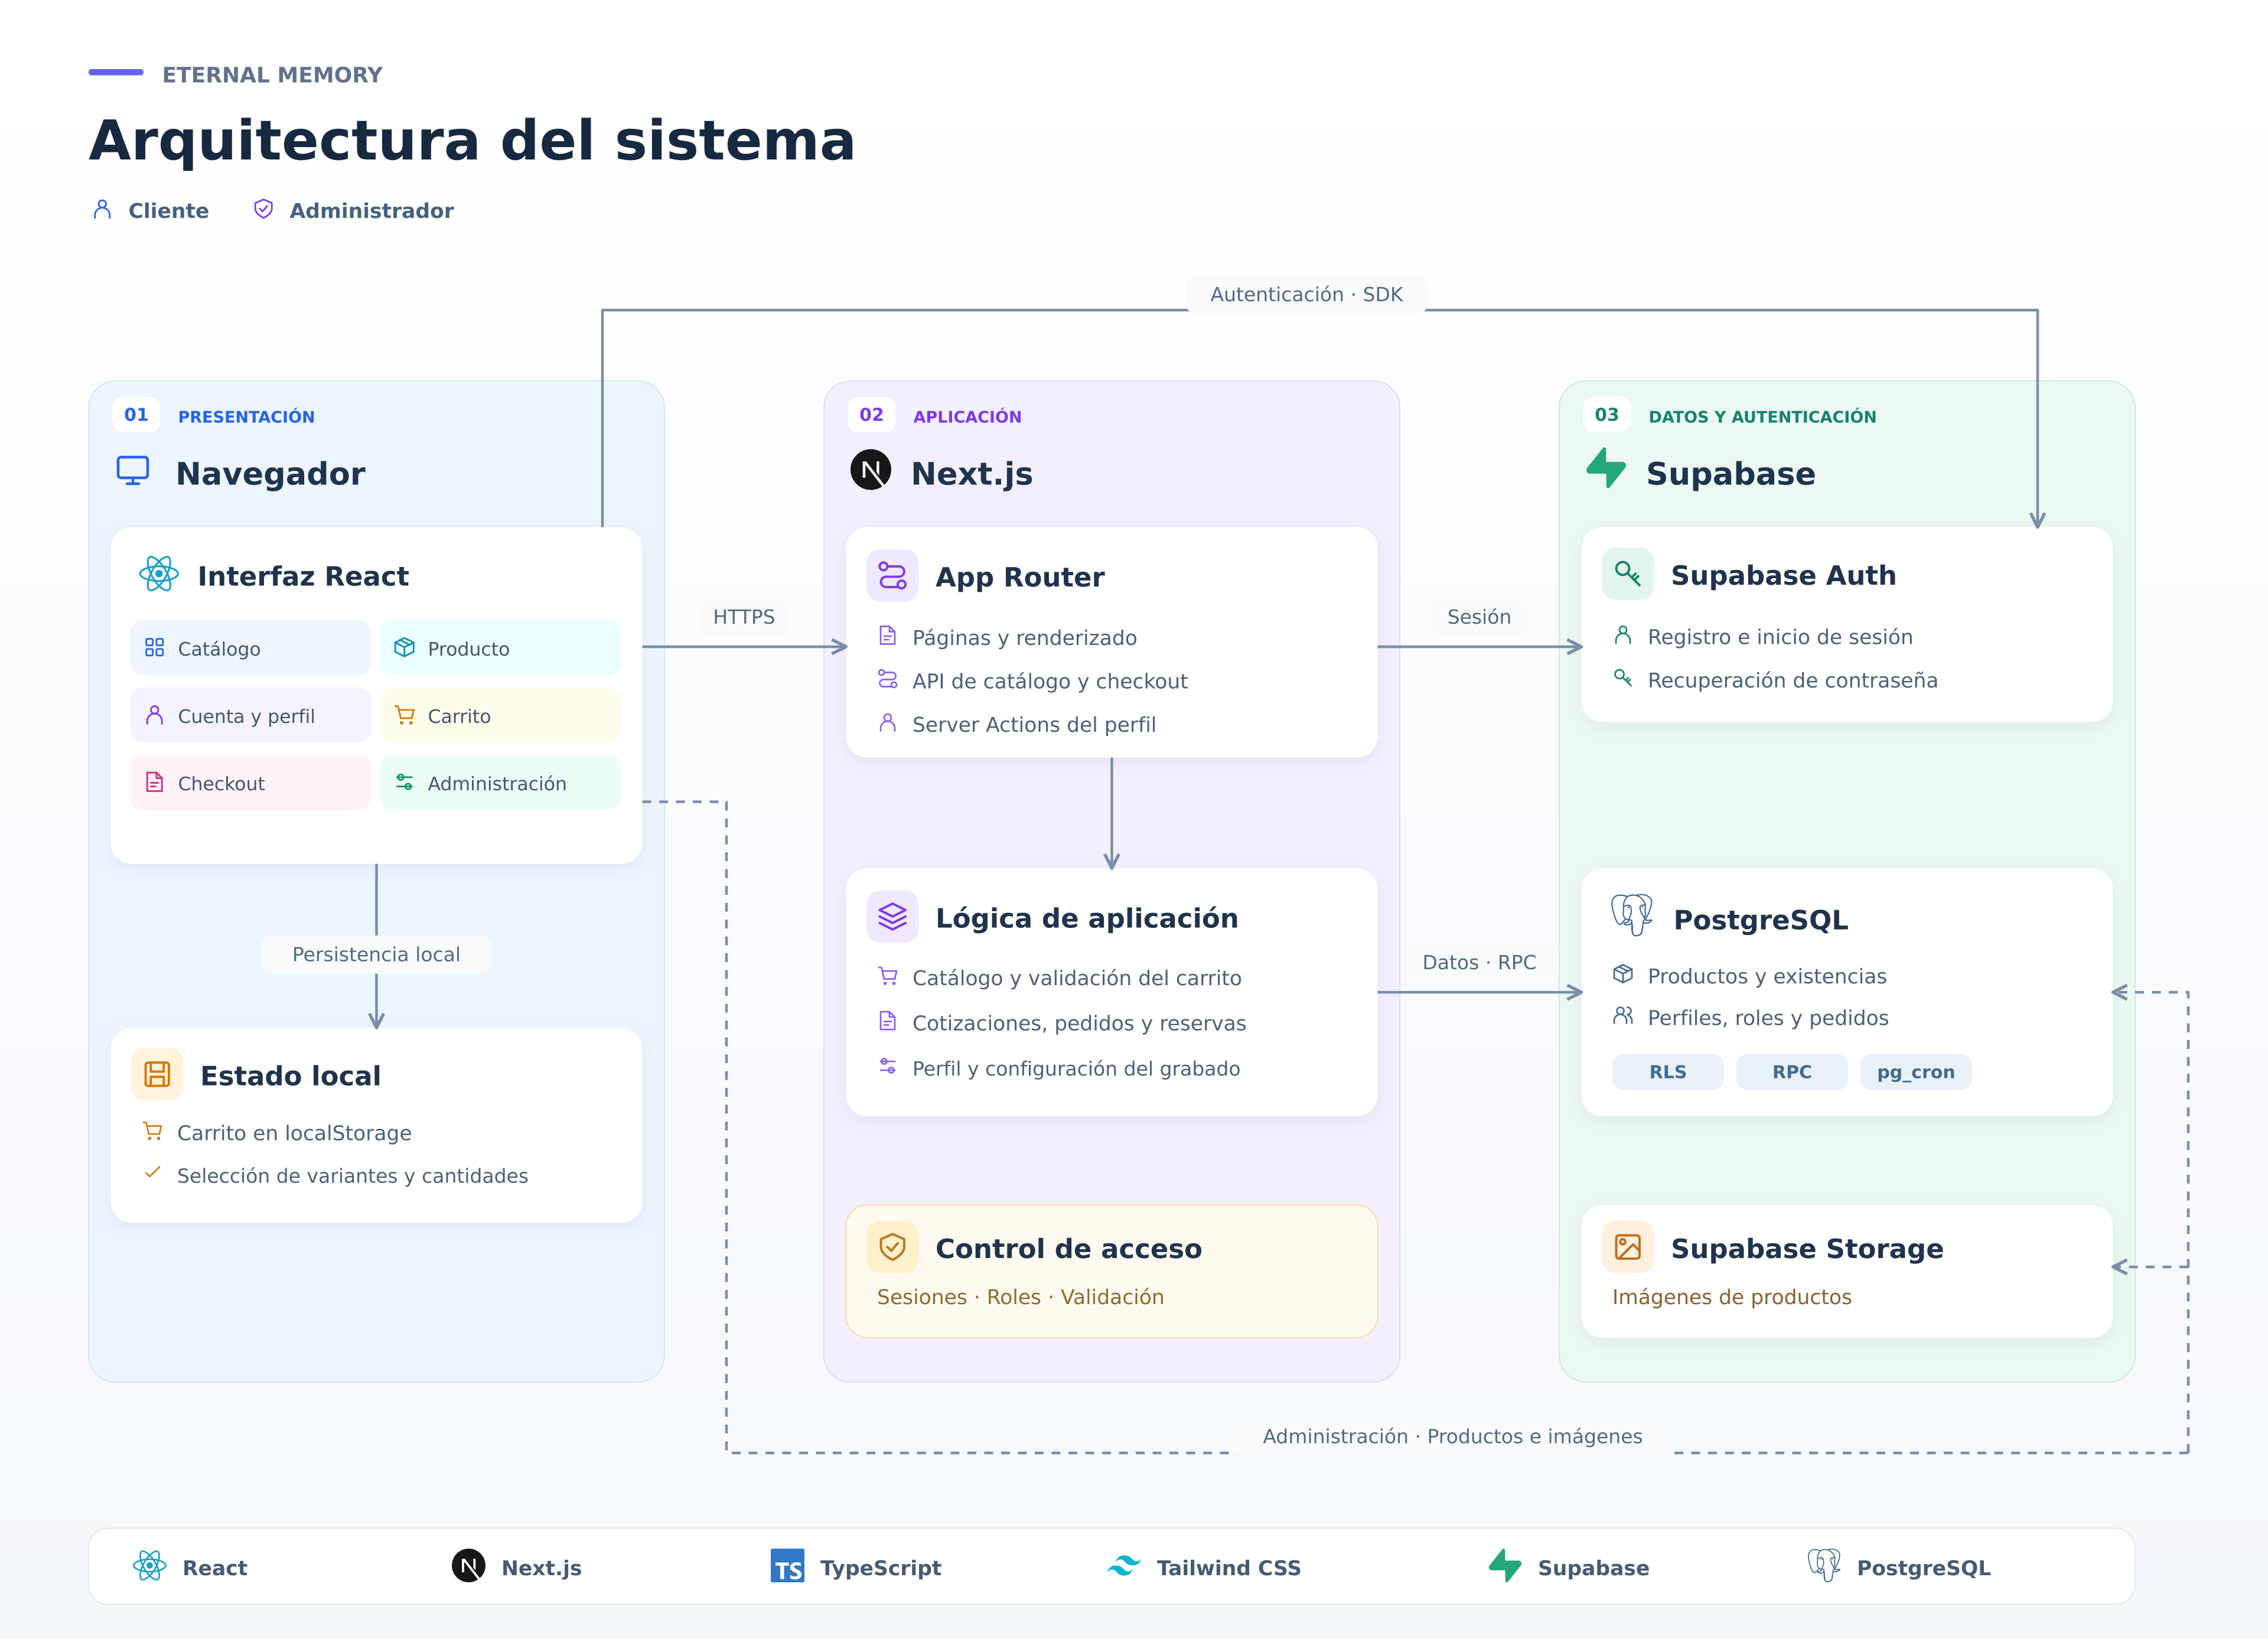 ETERNAL MEMORY
Arquitectura del sistema
Cliente
Administrador
Autenticación · SDK
01 PRESENTACIÓN
Navegador
Interfaz React
Catálogo
Producto
Cuenta y perfil
Carrito
Checkout
Administración
Persistencia local
Estado local
Carrito en localStorage
Selección de variantes y cantidades
HTTPS
02 APLICACIÓN
Next.js
App Router
Páginas y renderizado
API de catálogo y checkout
Server Actions del perfil
Lógica de aplicación
Catálogo y validación del carrito
Cotizaciones, pedidos y reservas
Perfil y configuración del grabado
Control de acceso
Sesiones · Roles · Validación
Sesión
Datos · RPC
03 DATOS Y AUTENTICACIÓN
Supabase
Supabase Auth
Registro e inicio de sesión
Recuperación de contraseña
PostgreSQL
Productos y existencias
Perfiles, roles y pedidos
RLS
RPC
pg_cron
Supabase Storage
Imágenes de productos
Administración · Productos e imágenes
React
Next.js
TS TypeScript
Tailwind CSS
Supabase
PostgreSQL